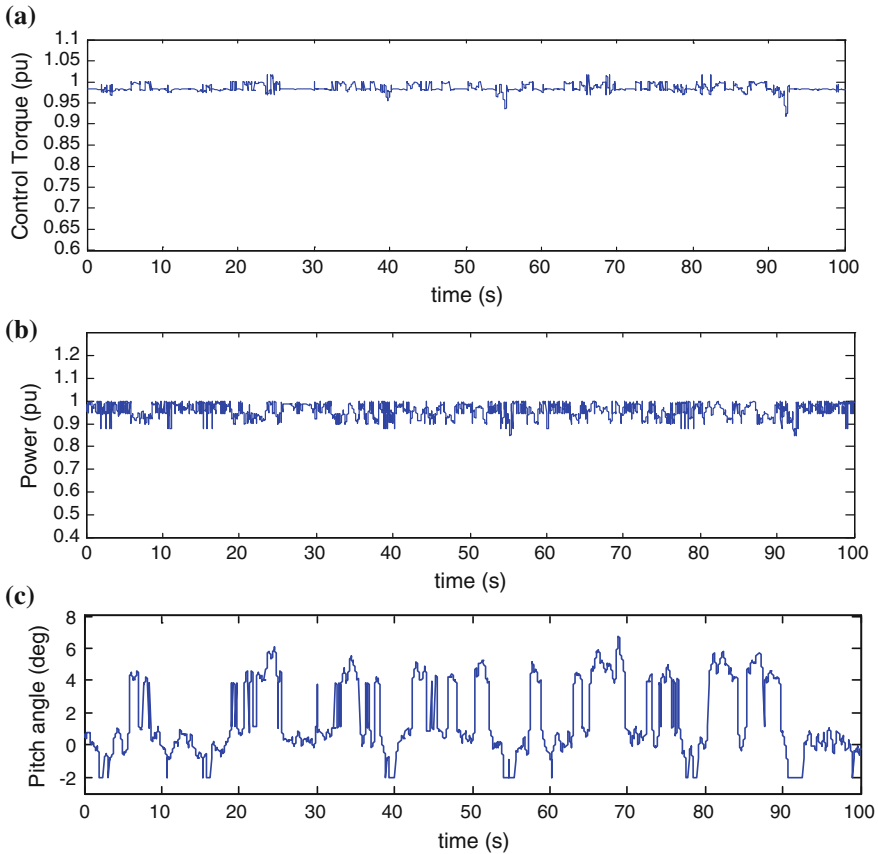 (a)
1.1
1.05
1
0.95
0.9
0.85
0.8
0.75
0.7
0.65
0.6
Control Torque (pu)
0 10 20 30 40 50 60 70 80 90 100
time (s)
(b)
1.2
1.1
1
0.9
0.8
0.7
0.6
0.5
0.4
Power (pu)
0 10 20 30 40 50 60 70 80 90 100
time (s)
(c)
8
6
4
2
0
-2
Pitch angle (deg)
0 10 20 30 40 50 60 70 80 90 100
time (s)